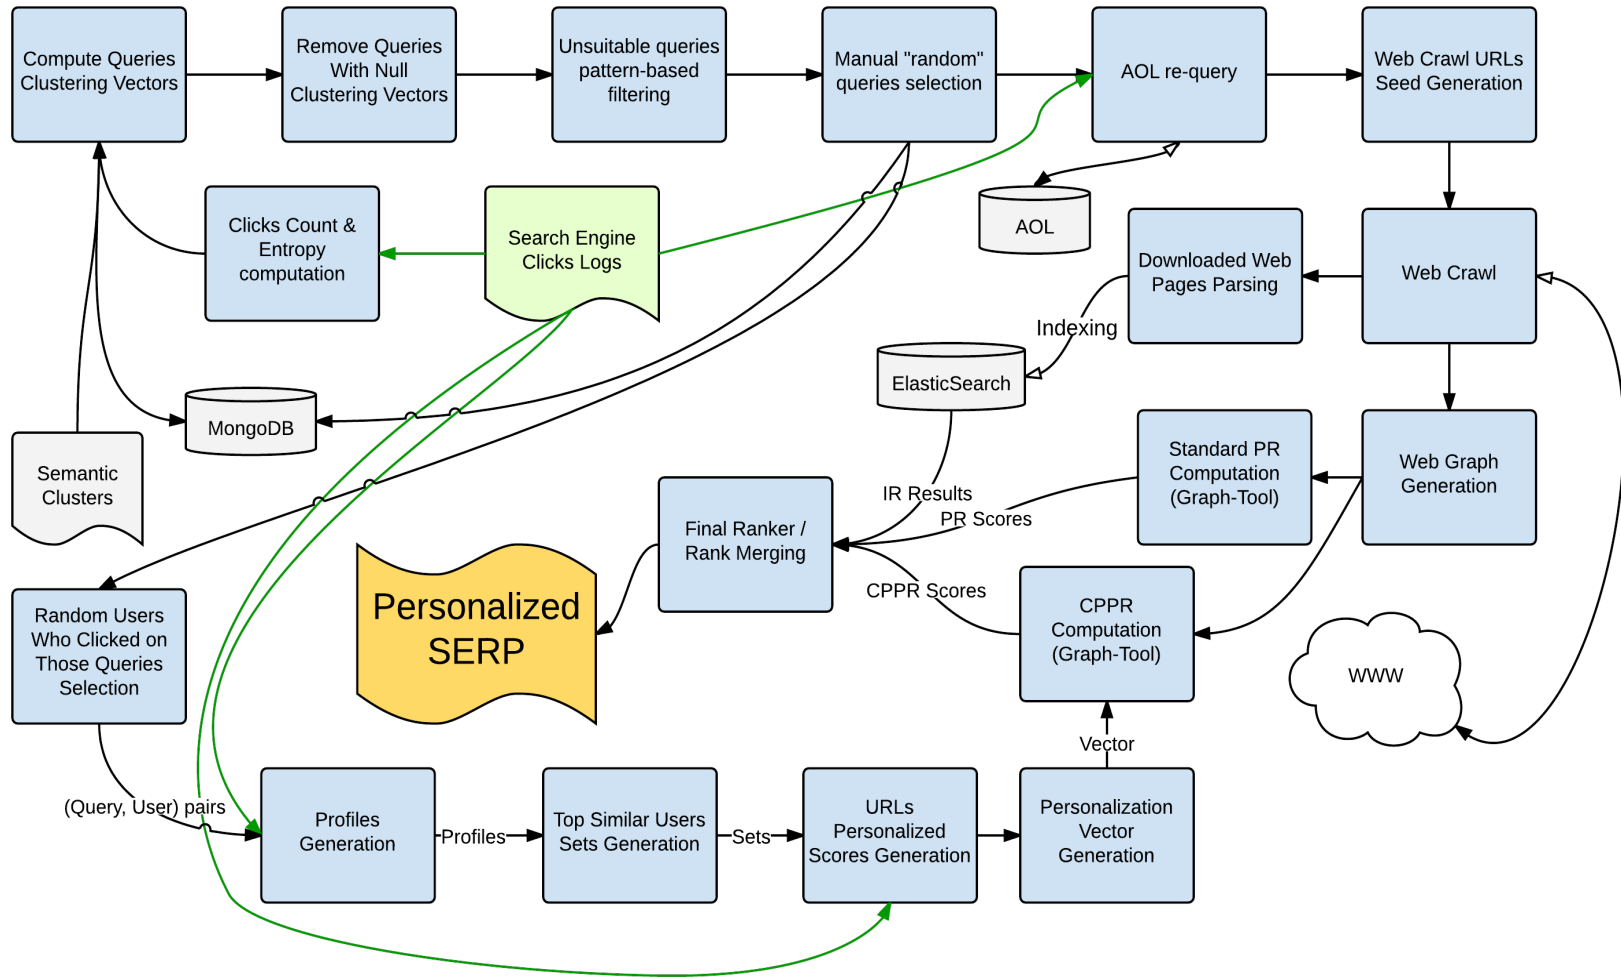 Compute Queries
Clustering Vectors
Remove Queries
With Null
Clustering Vectors
Unsuitable queries
pattern-based
filtering
Manual "random"
queries selection
AOL re-query
Web Crawl URLs
Seed Generation
Clicks Count &
Entropy
computation
Search Engine
Clicks Logs
AOL
Downloaded Web
Pages Parsing
Web Crawl
Indexing
ElasticSearch
MongoDB
Semantic
Clusters
Standard PR
Computation
(Graph-Tool)
Web Graph
Generation
IR Results
PR Scores
Final Ranker /
Rank Merging
CPPR Scores
Personalized
SERP
CPPR
Computation
(Graph-Tool)
WWW
Random Users
Who Clicked on
Those Queries
Selection
Vector
(Query, User) pairs
Profiles
Generation
Profiles
Top Similar Users
Sets Generation
Sets
URLs
Personalized
Scores Generation
Personalization
Vector
Generation